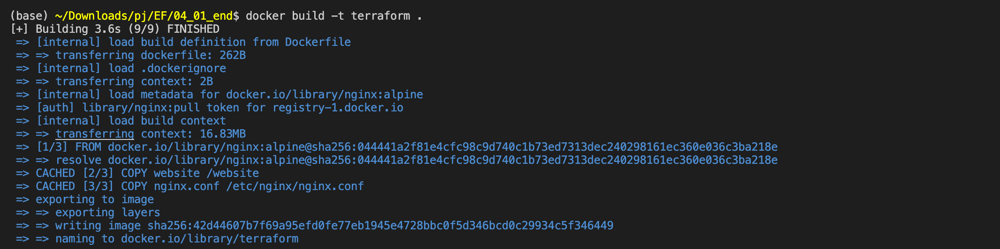 (base) ~/Downloads/pj/EF/04_01_end$ docker build -t terraform .
[+] Building 3.6s (9/9) FINISHED
=> [internal] load build definition from Dockerfile
=> => transferring dockerfile: 262B
=> [internal] load .dockerignore
=> => transferring context: 2B
=> [internal] load metadata for docker.io/library/nginx:alpine
=> [auth] library/nginx:pull token for registry-1.docker.io
=> [internal] load build context
=> => transferring context: 16.83MB
=> [1/3] FROM docker.io/library/nginx:alpine@sha256:044441a2f81e4cfc98c9d740c1b73ed7313dec240298161ec360e036c3ba218e
=> => resolve docker.io/library/nginx:alpine@sha256:044441a2f81e4cfc98c9d740c1b73ed7313dec240298161ec360e036c3ba218e
=> CACHED [2/3] COPY website /website
=> CACHED [3/3] COPY nginx.conf /etc/nginx/nginx.conf
=> exporting to image
=> => exporting layers
=> => writing image sha256:42d44607b7f69a95efd0fe77eb1945e4728bbc0f5d346bcd0c29934c5f346449
=> => naming to docker.io/library/terraform